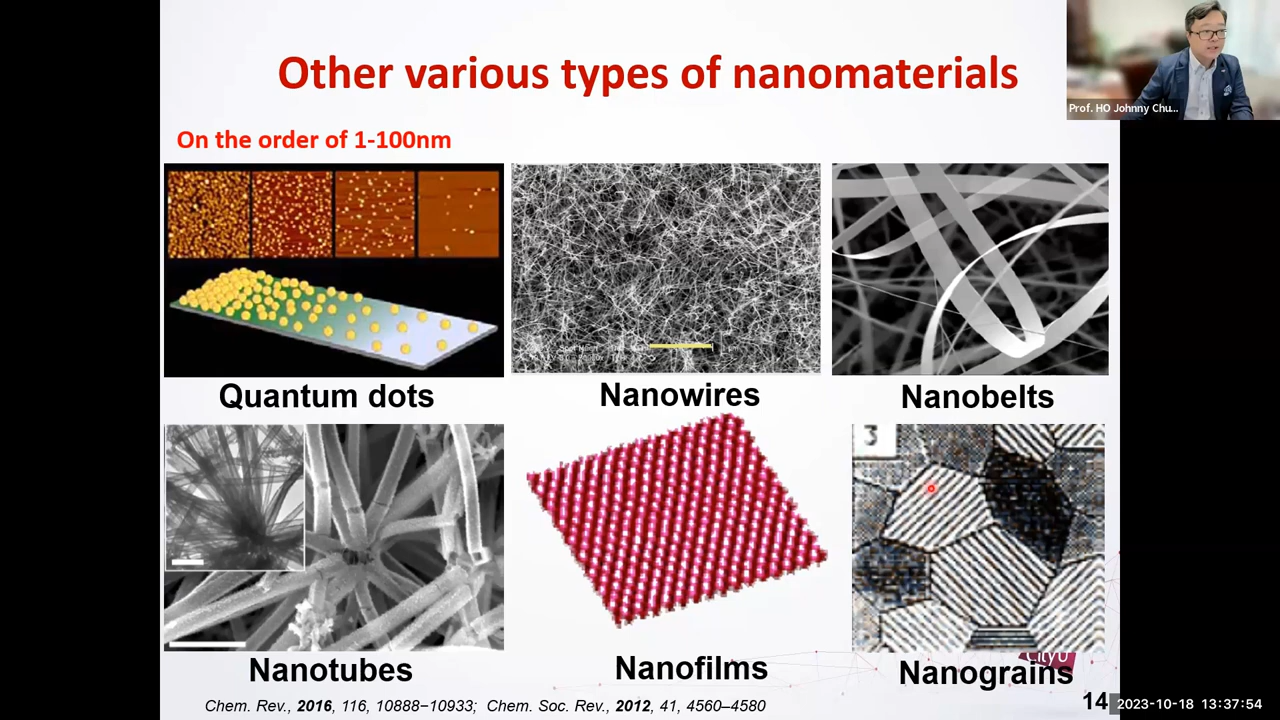 Other various types of nanomaterials
Prof. HO Johnny Chu...
On the order of 1-100nm
Quantum dots
Nanowires
Nanobelts
3
Nanotubes
Nanofilms
CityU
Nanograins
Chem. Rev., 2016, 116, 10888–10933; Chem. Soc. Rev., 2012, 41, 4560–4580
14
2023-10-18 13:37:54